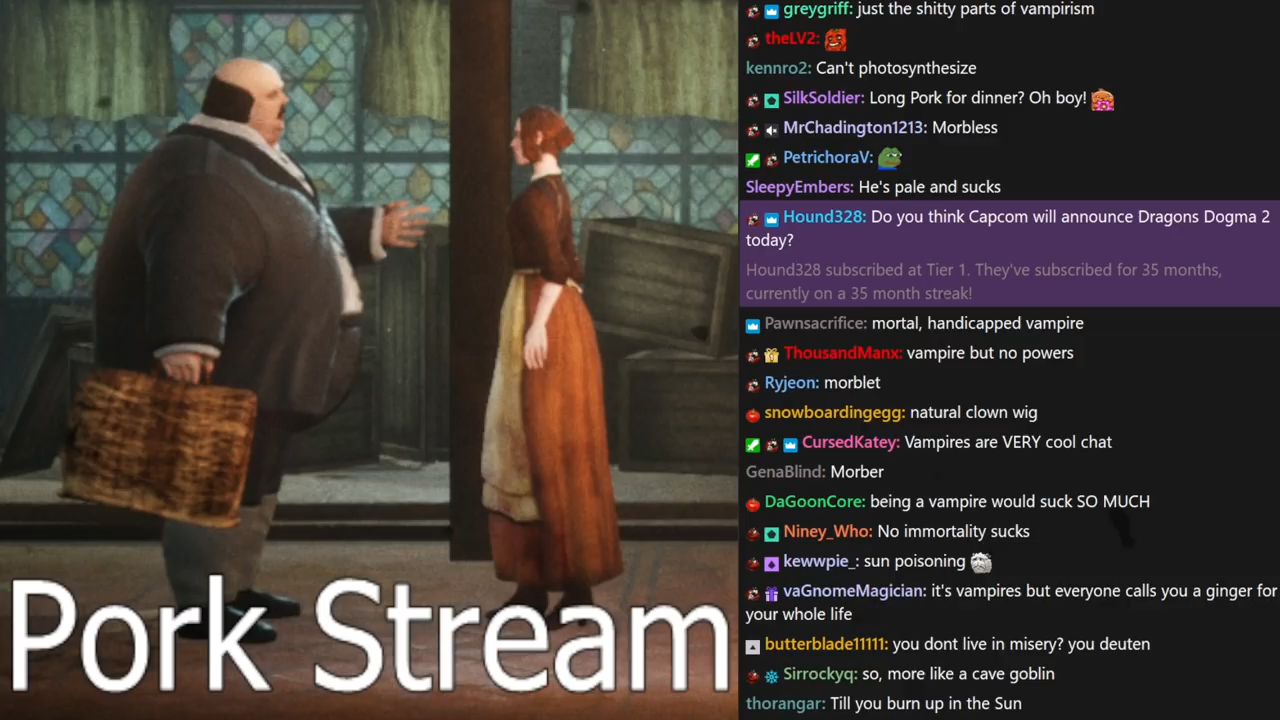 Pork Stream
greygriff: just the shitty parts of vampirism
theLV2:
kennro2: Can't photosynthesize
SilkSoldier: Long Pork for dinner? Oh boy!
MrChadington1213: Morbless
PetrichoraV:
SleepyEmbers: He's pale and sucks
Hound328: Do you think Capcom will announce Dragons Dogma 2
today?
Hound328 subscribed at Tier 1. They've subscribed for 35 months,
currently on a 35 month streak!
Pawnsacrifice: mortal, handicapped vampire
ThousandManx: vampire but no powers
Ryjeon: morblet
snowboardingegg: natural clown wig
CursedKatey: Vampires are VERY cool chat
GenaBlind: Morber
DaGoonCore: being a vampire would suck SO MUCH
Niney_Who: No immortality sucks
kewwpie_: sun poisoning
vaGnomeMagician: it's vampires but everyone calls you a ginger for
your whole life
butterblade11111: you dont live in misery? you deuten
Sirrockyq: so, more like a cave goblin
thorangar: Till you burn up in the Sun